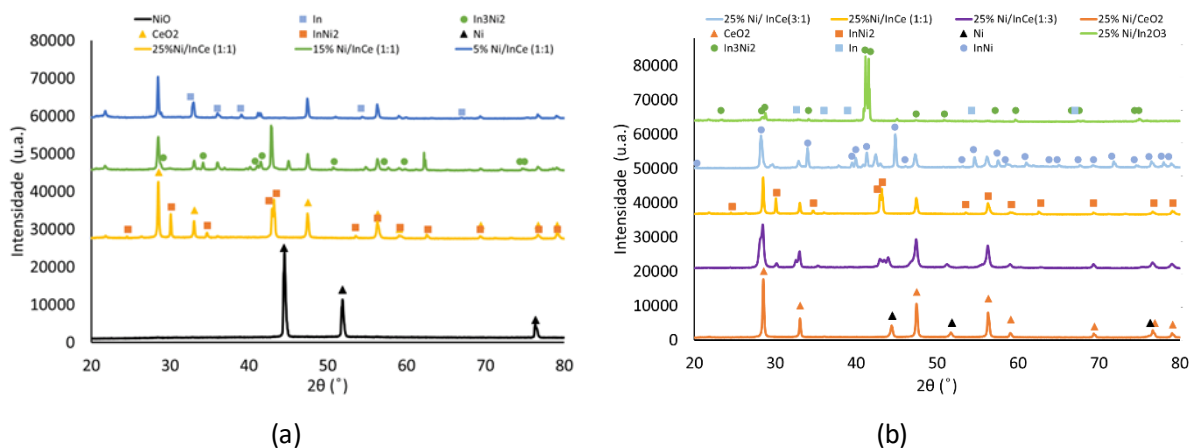 NiO In In3Ni2
CeO2 InNi2 Ni
25%Ni/InCe (1:1) 15% Ni/InCe (1:1) 5% Ni/InCe (1:1)
80000
70000
60000
50000
40000
30000
20000
10000
0
Intensidade (u.a.)
20 30 40 50 60 70 80
2θ (˚)
(a)
25% Ni/ InCe(3:1) 25%Ni/InCe (1:1) 25% Ni/InCe(1:3) 25% Ni/CeO2
CeO2 InNi2 Ni 25% Ni/In2O3
In3Ni2 In InNi
80000
70000
60000
50000
40000
30000
20000
10000
0
Intensidade (u.a.)
20 30 40 50 60 70 80
2θ (˚)
(b)